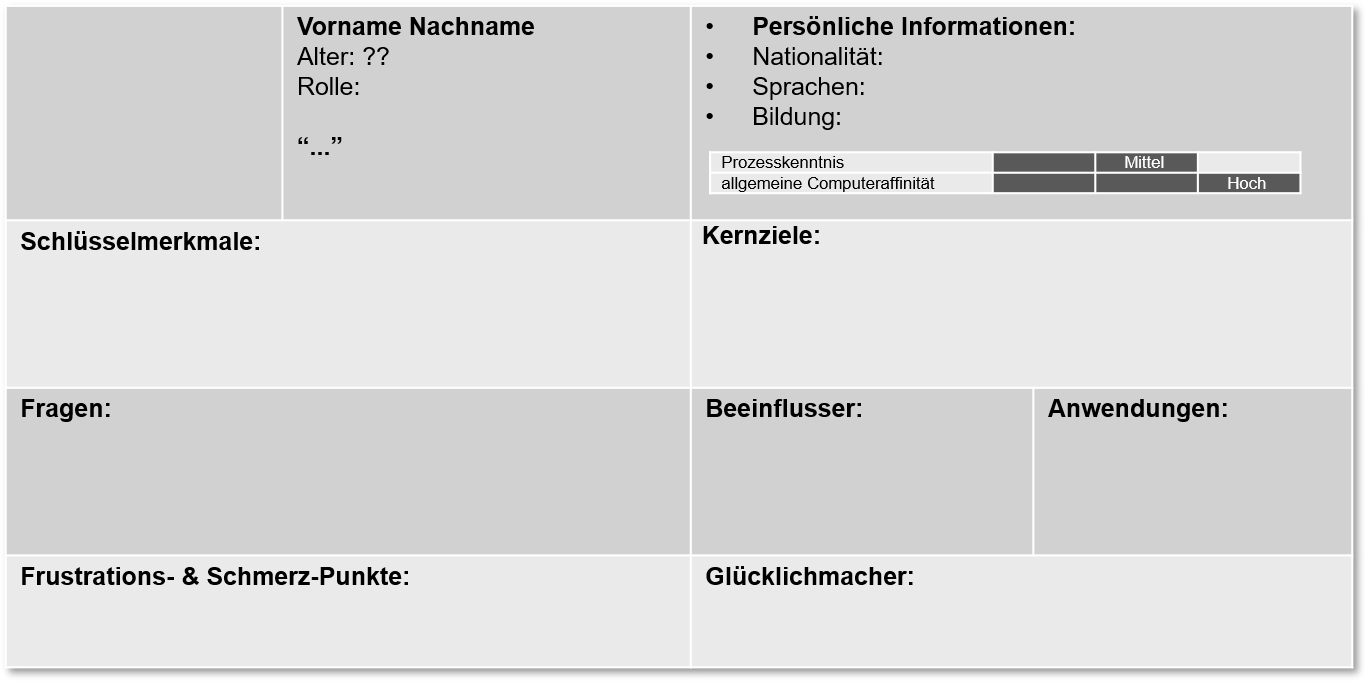 Vorname Nachname
Alter: ??
Rolle:
“...”
• Persönliche Informationen:
• Nationalität:
• Sprachen:
• Bildung:
Prozesskenntnis Mittel
allgemeine Computeraffinität Hoch
Schlüsselmerkmale:
Kernziele:
Fragen:
Beeinflusser:
Anwendungen:
Frustrations- & Schmerz-Punkte:
Glücklichmacher: